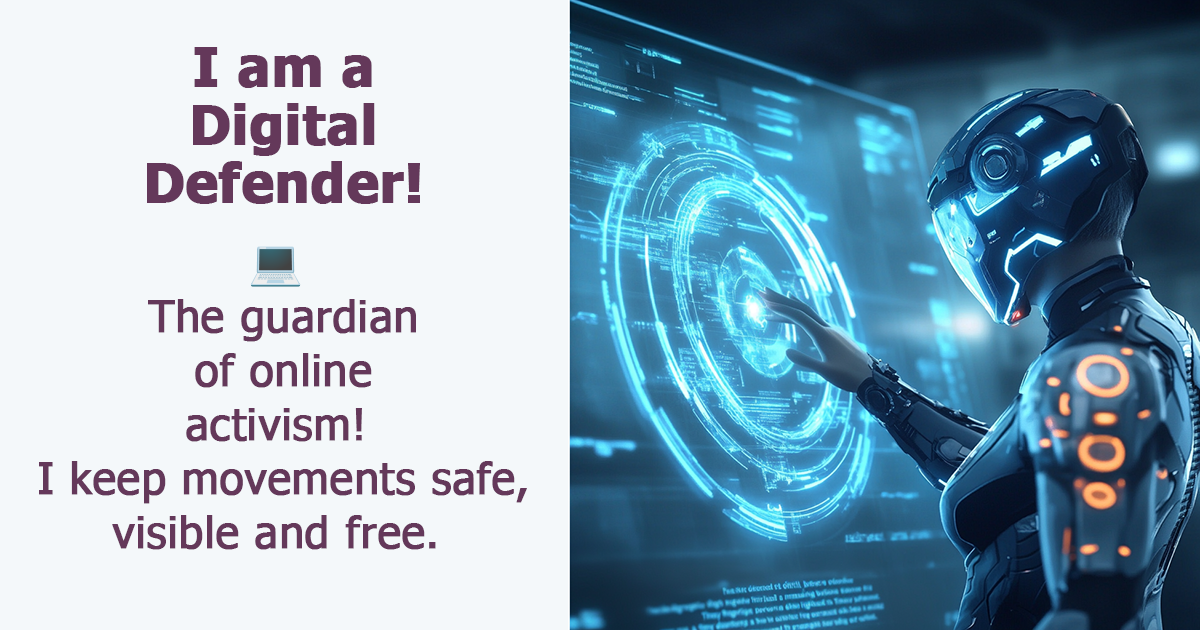 I am a
Digital
Defender!
💻
The guardian
of online
activism!
I keep movements safe,
visible and free.